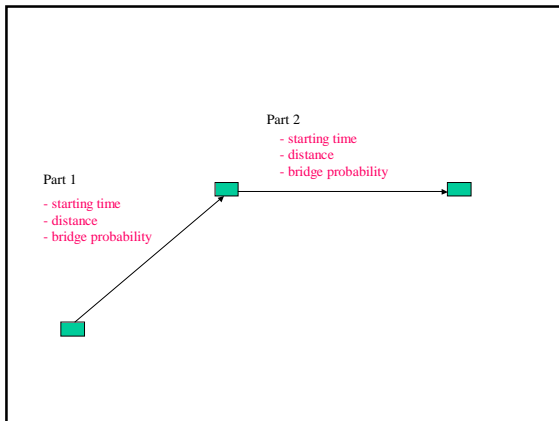 Part 2
- starting time
- distance
- bridge probability
Part 1
- starting time
- distance
- bridge probability